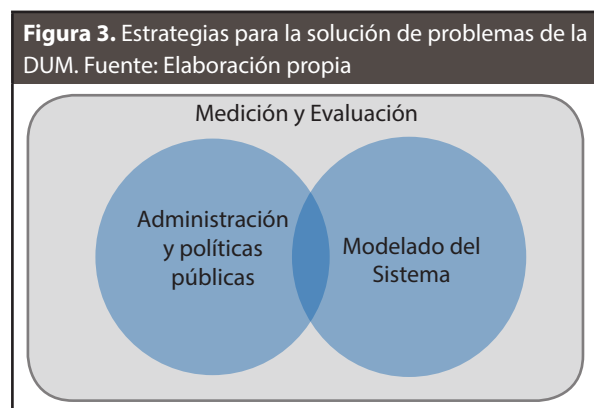 Figura 3. Estrategias para la solución de problemas de la
DUM. Fuente: Elaboración propia
Medición y Evaluación
Administración
y políticas
públicas
Modelado del
Sistema